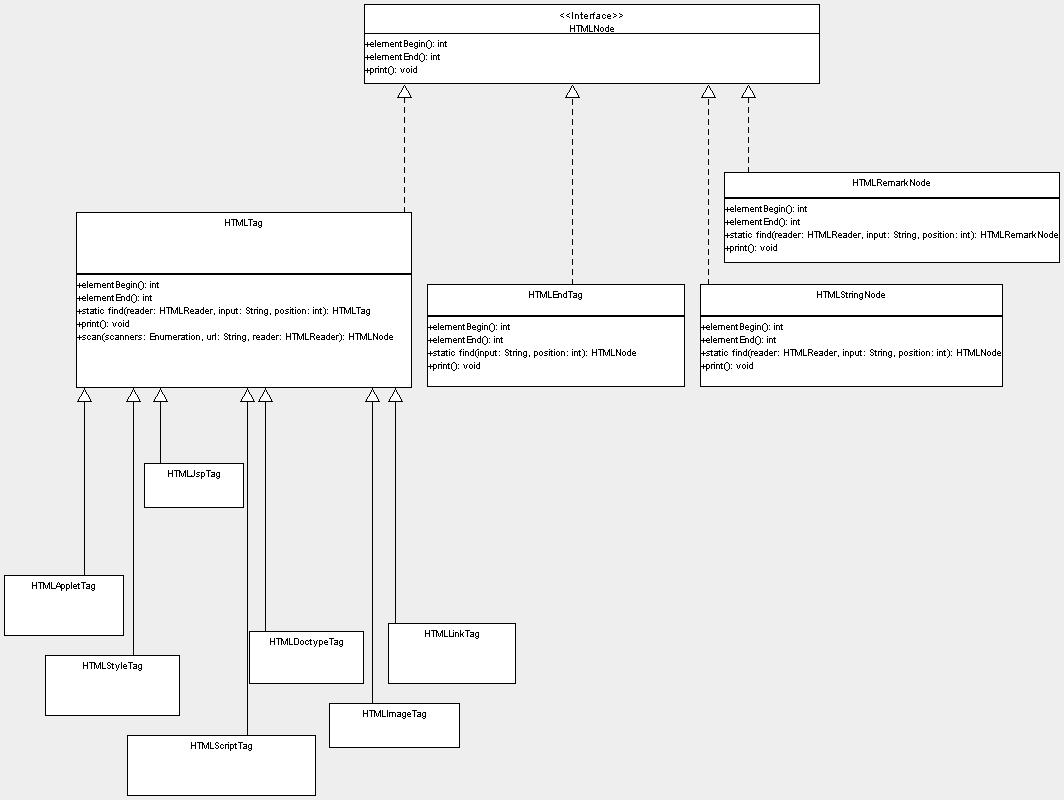 <<Interface>>
HTMLNode
+elementBegin(): int
+elementEnd(): int
+print(): void
HTMLRemarkNode
+elementBegin(): int
+elementEnd(): int
+static find(reader: HTMLReader, input: String, position: int): HTMLRemarkNode
+print(): void
HTMLTag
+elementBegin(): int
+elementEnd(): int
+static find(reader: HTMLReader, input: String, position: int): HTMLTag
+print(): void
+scan(scanners: Enumeration, url: String, reader: HTMLReader): HTMLNode
HTMLEndTag
+elementBegin(): int
+elementEnd(): int
+static find(input: String, position: int): HTMLNode
+print(): void
HTMLStringNode
+elementBegin(): int
+elementEnd(): int
+static find(reader: HTMLReader, input: String, position: int): HTMLNode
+print(): void
HTMLJspTag
HTMLAppletTag
HTMLLinkTag
HTMLDoctypeTag
HTMLStyleTag
HTMLImageTag
HTMLScriptTag